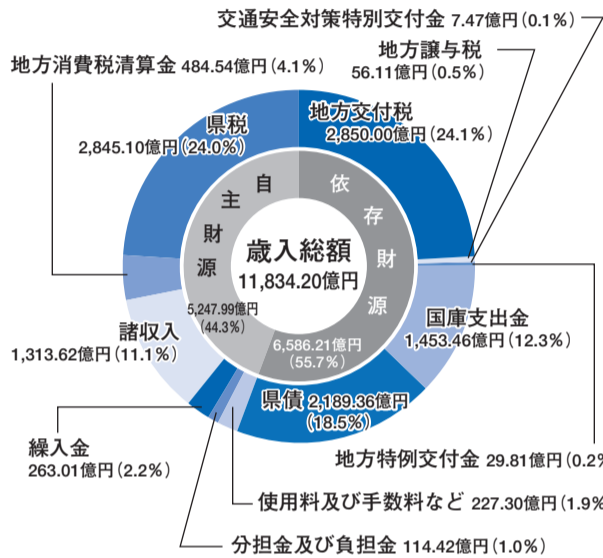 交通安全対策特別交付金 7.47億円(0.1%)
地方譲与税
56.11億円(0.5%)
地方消費税清算金 484.54億円(4.1%)
県税
2,845.10億円(24.0%)
地方交付税
2,850.00億円(24.1%)
自主財源
依存財源
歳入総額
11,834.20億円
5,247.99億円
(44.3%)
6,586.21億円
(55.7%)
国庫支出金
1,453.46億円(12.3%)
諸収入
1,313.62億円(11.1%)
県債 2,189.36億円
(18.5%)
繰入金
263.01億円(2.2%)
地方特例交付金 29.81億円(0.2%
使用料及び手数料など 227.30億円(1.9%
分担金及び負担金 114.42億円(1.0%)